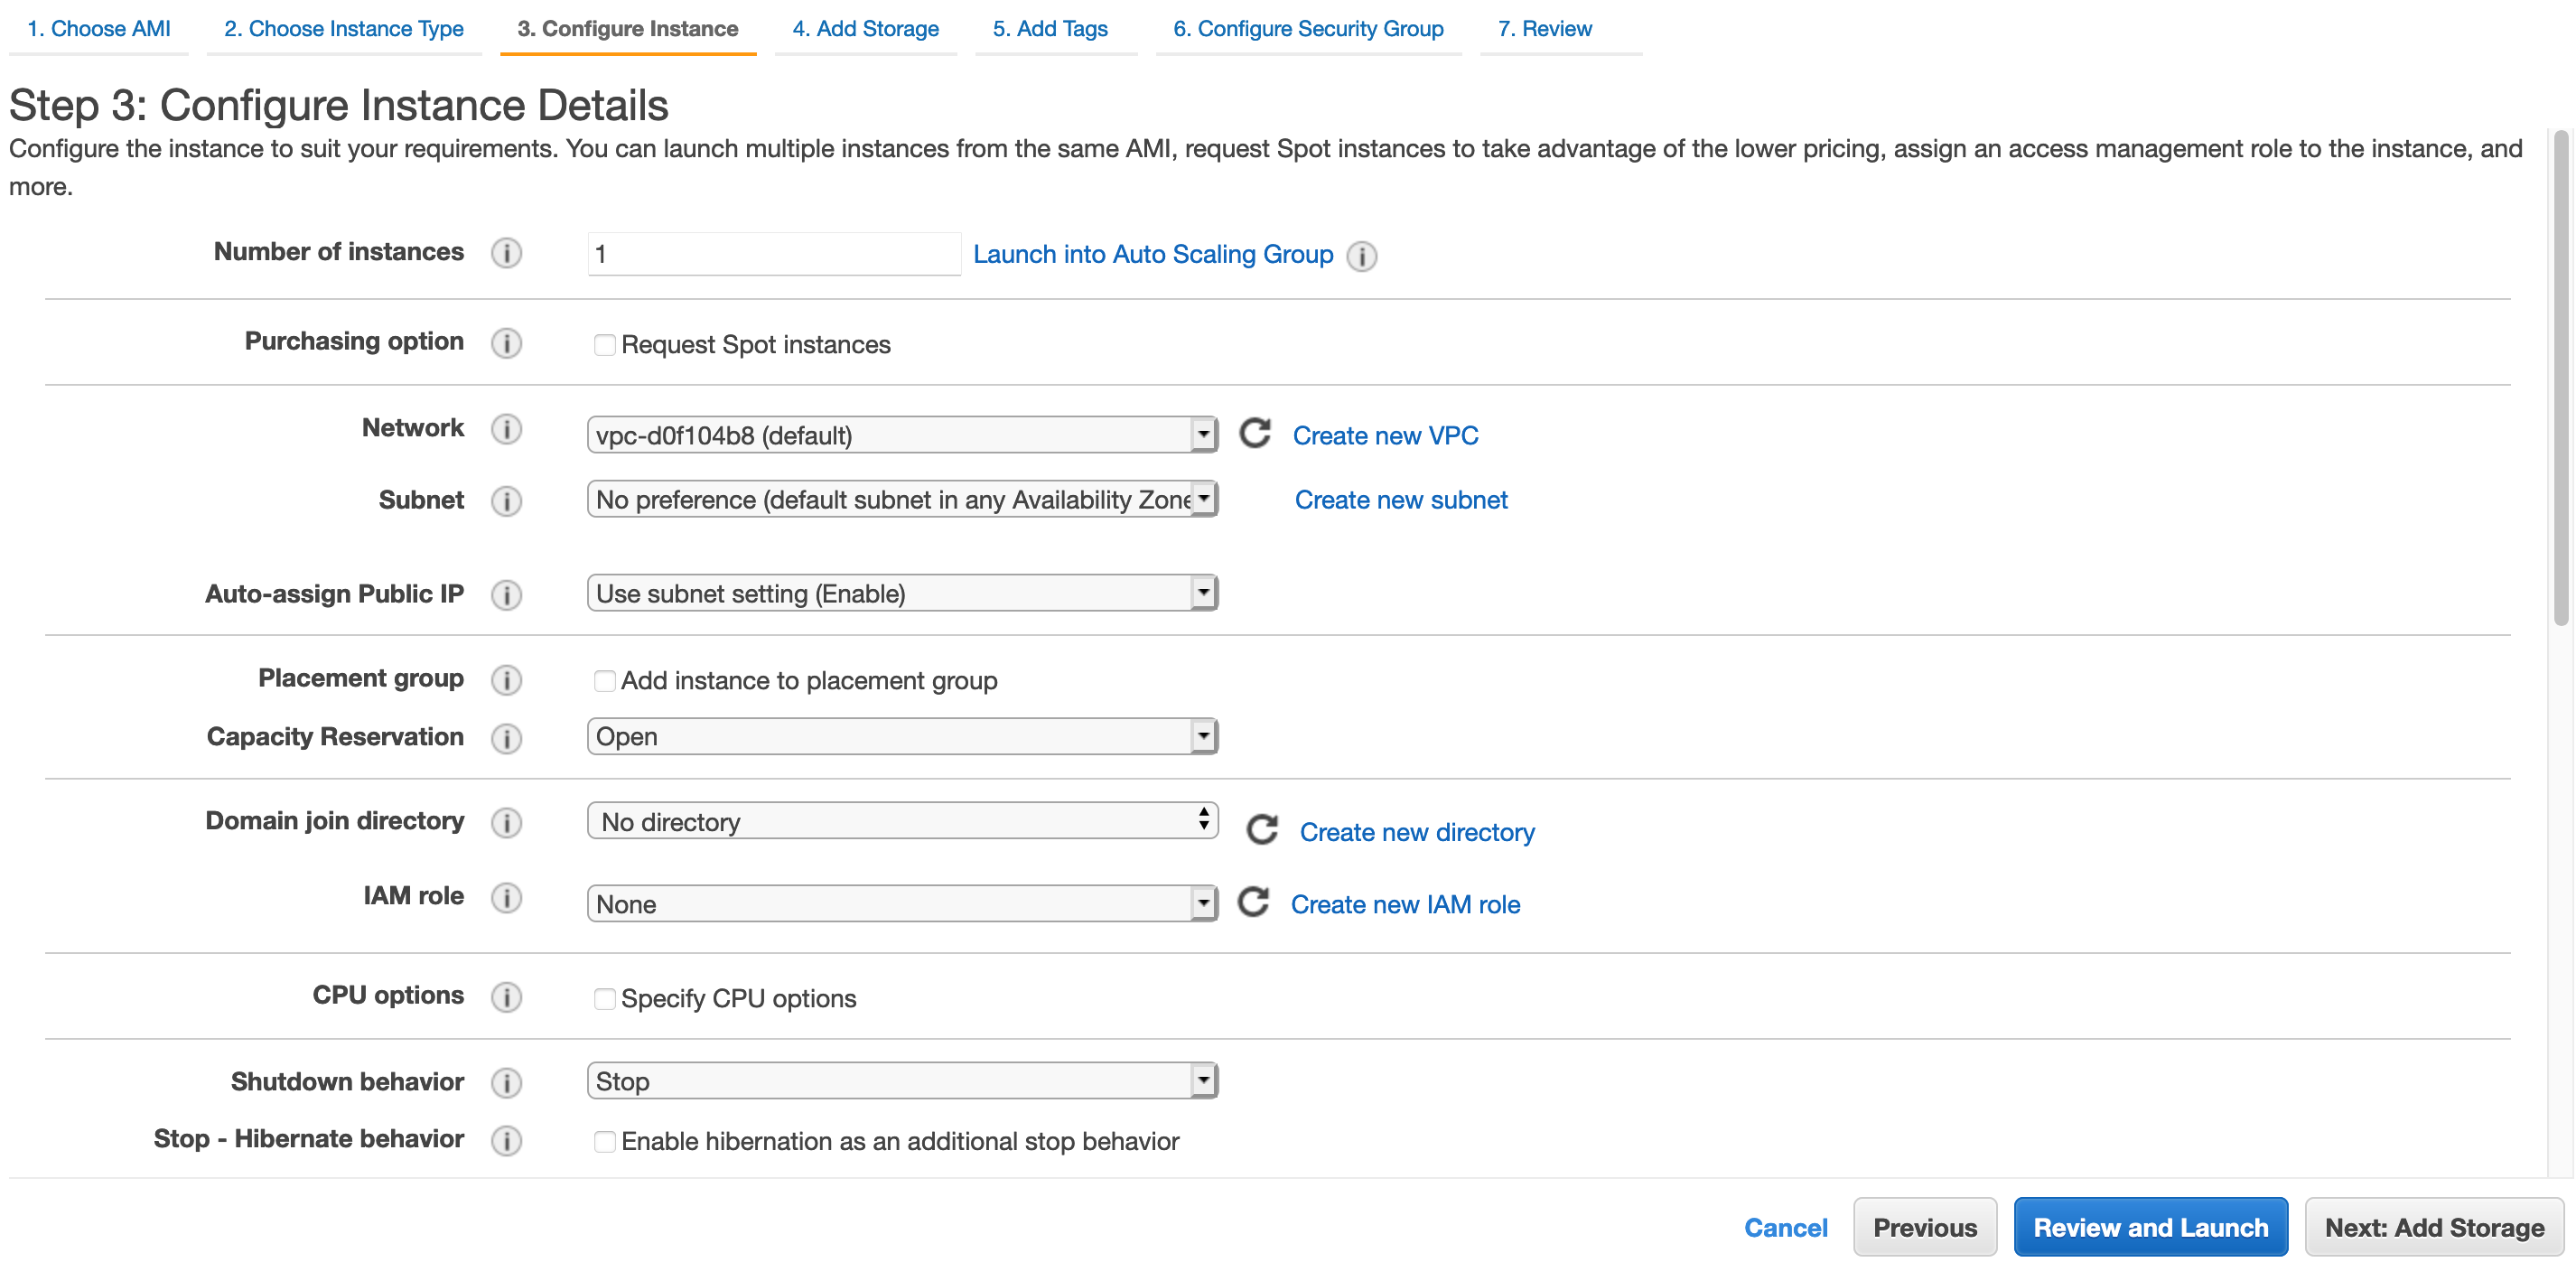 1. Choose AMI 2. Choose Instance Type 3. Configure Instance 4. Add Storage 5. Add Tags 6. Configure Security Group 7. Review
Step 3: Configure Instance Details
Configure the instance to suit your requirements. You can launch multiple instances from the same AMI, request Spot instances to take advantage of the lower pricing, assign an access management role to the instance, and
more.
Number of instances 1 Launch into Auto Scaling Group
Purchasing option Request Spot instances
Network vpc-d0f104b8 (default) Create new VPC
Subnet No preference (default subnet in any Availability Zone Create new subnet
Auto-assign Public IP Use subnet setting (Enable)
Placement group Add instance to placement group
Capacity Reservation Open
Domain join directory No directory Create new directory
IAM role None Create new IAM role
CPU options Specify CPU options
Shutdown behavior Stop
Stop - Hibernate behavior Enable hibernation as an additional stop behavior
Cancel Previous Review and Launch Next: Add Storage